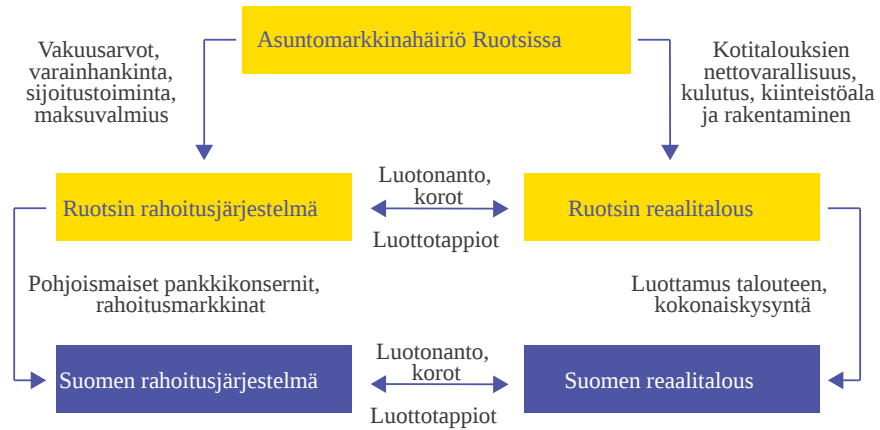 Asuntomarkkinahäiriö Ruotsissa
Vakuusarvot,
varainhankinta,
sijoitustoiminta,
maksuvalmius
Kotitalouksien
nettovarallisuus,
kulutus, kiinteistöala
ja rakentaminen
Ruotsin rahoitusjärjestelmä
Luotonanto,
korot
Luottotappiot
Ruotsin reaalitalous
Pohjoismaiset pankkikonsernit,
rahoitusmarkkinat
Luottamus talouteen,
kokonaiskysyntä
Suomen rahoitusjärjestelmä
Luotonanto,
korot
Luottotappiot
Suomen reaalitalous